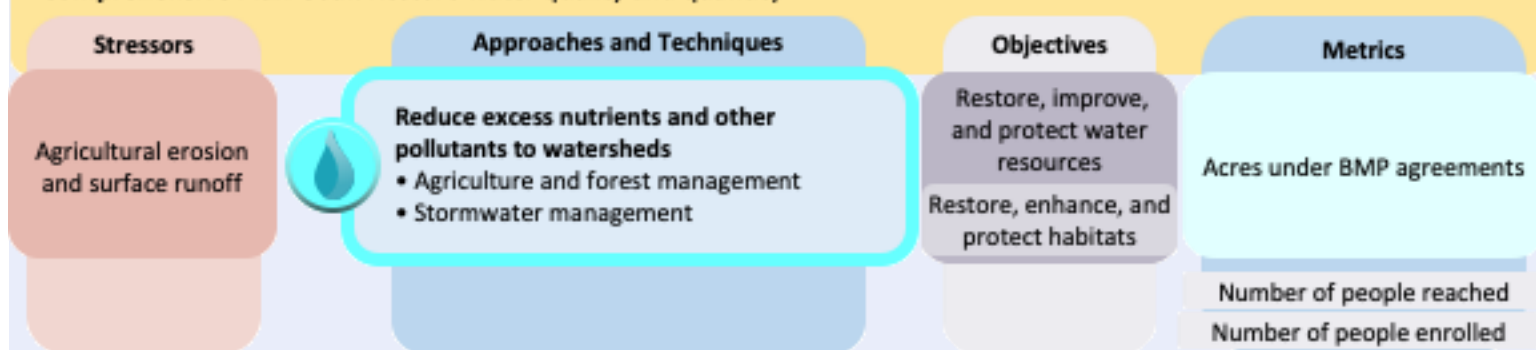 Stressors
Approaches and Techniques
Objectives
Metrics
Agricultural erosion
and surface runoff
Reduce excess nutrients and other
pollutants to watersheds
• Agriculture and forest management
• Stormwater management
Restore, improve,
and protect water
resources
Restore, enhance, and
protect habitats
Acres under BMP agreements
Number of people reached
Number of people enrolled